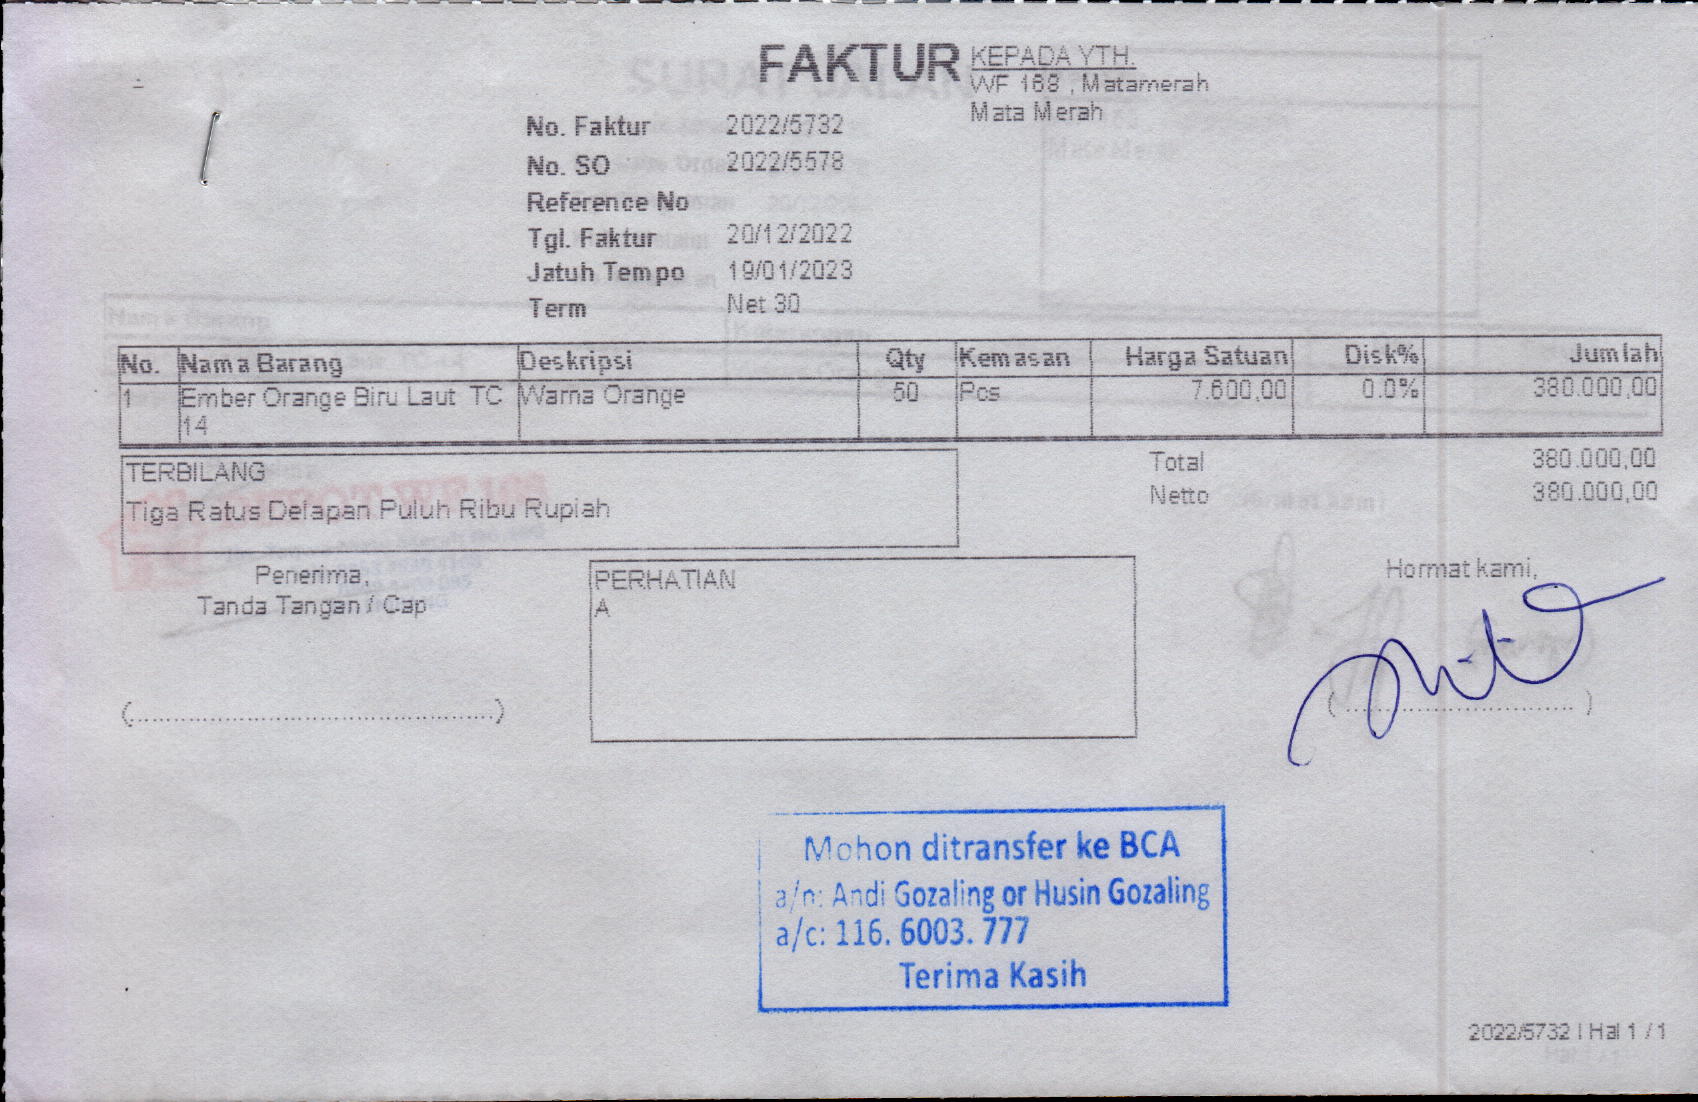 FAKTUR
KEPADA YTH.
WF 168 , Matamerah
Mata Merah
No. Faktur 2022/5732
No. SO 2022/5578
Reference No
Tgl. Faktur 20/12/2022
Jatuh Tempo 19/01/2023
Term Net 30
No. Nama Barang Deskripsi Qty Kemasan Harga Satuan Disk% Jumlah
1 Ember Orange Biru Laut TC Warna Orange 50 Pcs 7.600,00 0.0% 380.000,00
14
TERBILANG
Tiga Ratus Delapan Puluh Ribu Rupiah
Total 380.000,00
Netto 380.000,00
Penerima,
Tanda Tangan / Cap
PERHATIAN
A
Hormat kami,
(..............................................)
( .............................. )
Mohon ditransfer ke BCA
a/n: Andi Gozaling or Husin Gozaling
a/c: 116. 6003. 777
Terima Kasih
2022/5732 | Hal 1 / 1